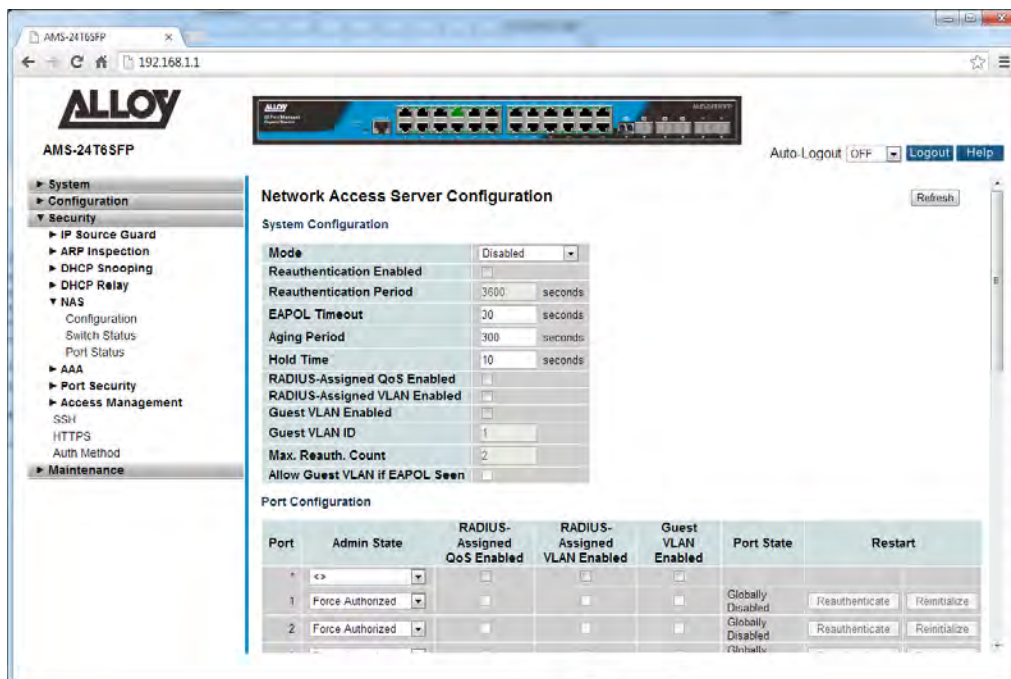 AMS-24T6SFP
192.168.1.1
ALLOY
ALLOY
AMS-24T6SFP
Auto-Logout OFF Logout Help
System
Configuration
Security
IP Source Guard
ARP Inspection
DHCP Snooping
DHCP Relay
NAS
Configuration
Switch Status
Port Status
AAA
Port Security
Access Management
SSH
HTTPS
Auth Method
Maintenance
Network Access Server Configuration
Refresh
System Configuration
Mode Disabled
Reauthentication Enabled
Reauthentication Period 3600 seconds
EAPOL Timeout 30 seconds
Aging Period 300 seconds
Hold Time 10 seconds
RADIUS-Assigned QoS Enabled
RADIUS-Assigned VLAN Enabled
Guest VLAN Enabled
Guest VLAN ID 1
Max. Reauth. Count 2
Allow Guest VLAN if EAPOL Seen
Port Configuration
Port Admin State RADIUS-Assigned QoS Enabled RADIUS-Assigned VLAN Enabled Guest VLAN Enabled Port State Restart
* <>
1 Force Authorized Globally Disabled Reauthenticate Reinitialize
2 Force Authorized Globally Disabled Reauthenticate Reinitialize
Globally